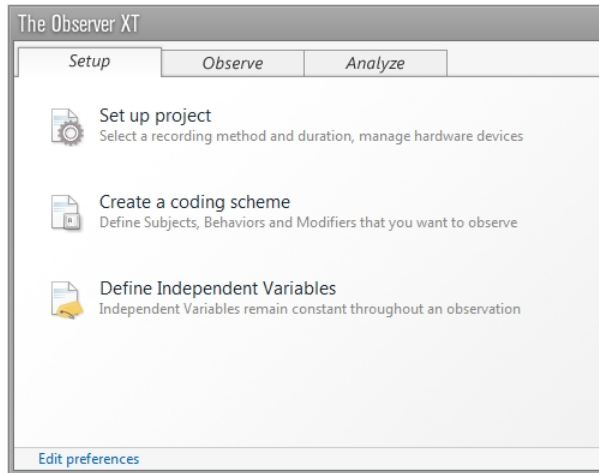 The Observer XT
Setup Observe Analyze
Set up project
Select a recording method and duration, manage hardware devices
Create a coding scheme
Define Subjects, Behaviors and Modifiers that you want to observe
Define Independent Variables
Independent Variables remain constant throughout an observation
Edit preferences